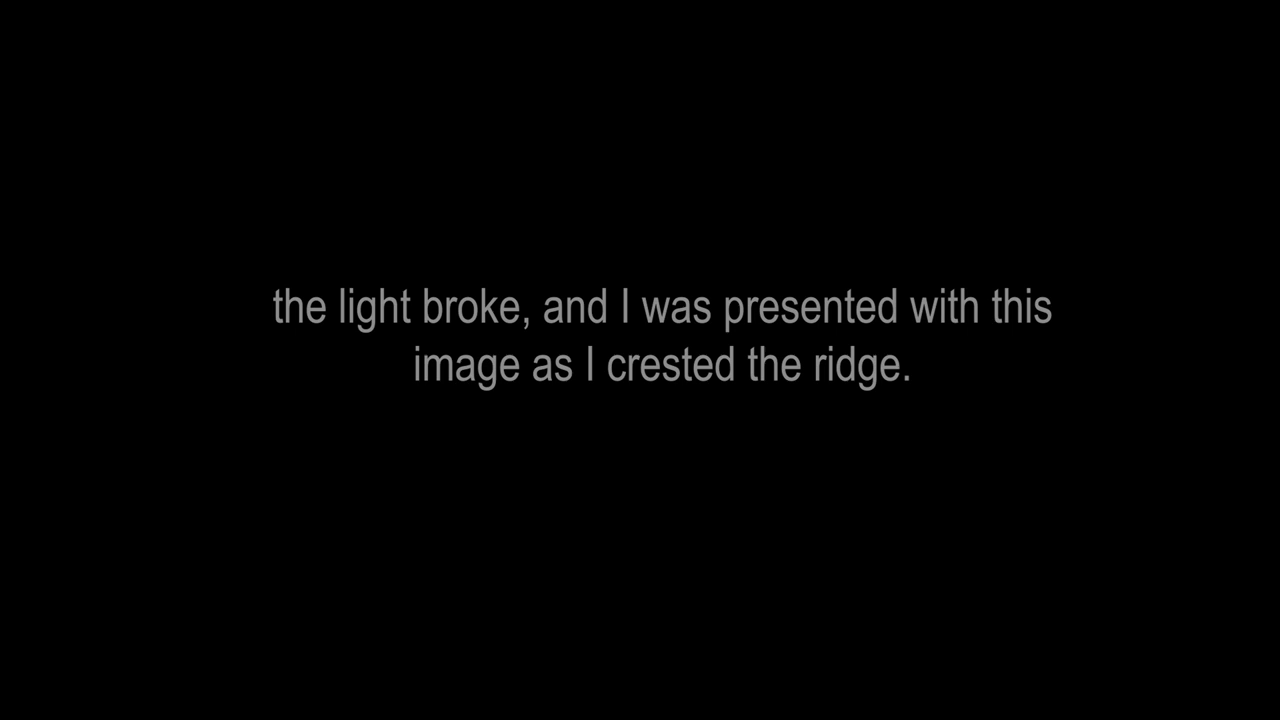 the light broke, and I was presented with this
image as I crested the ridge.